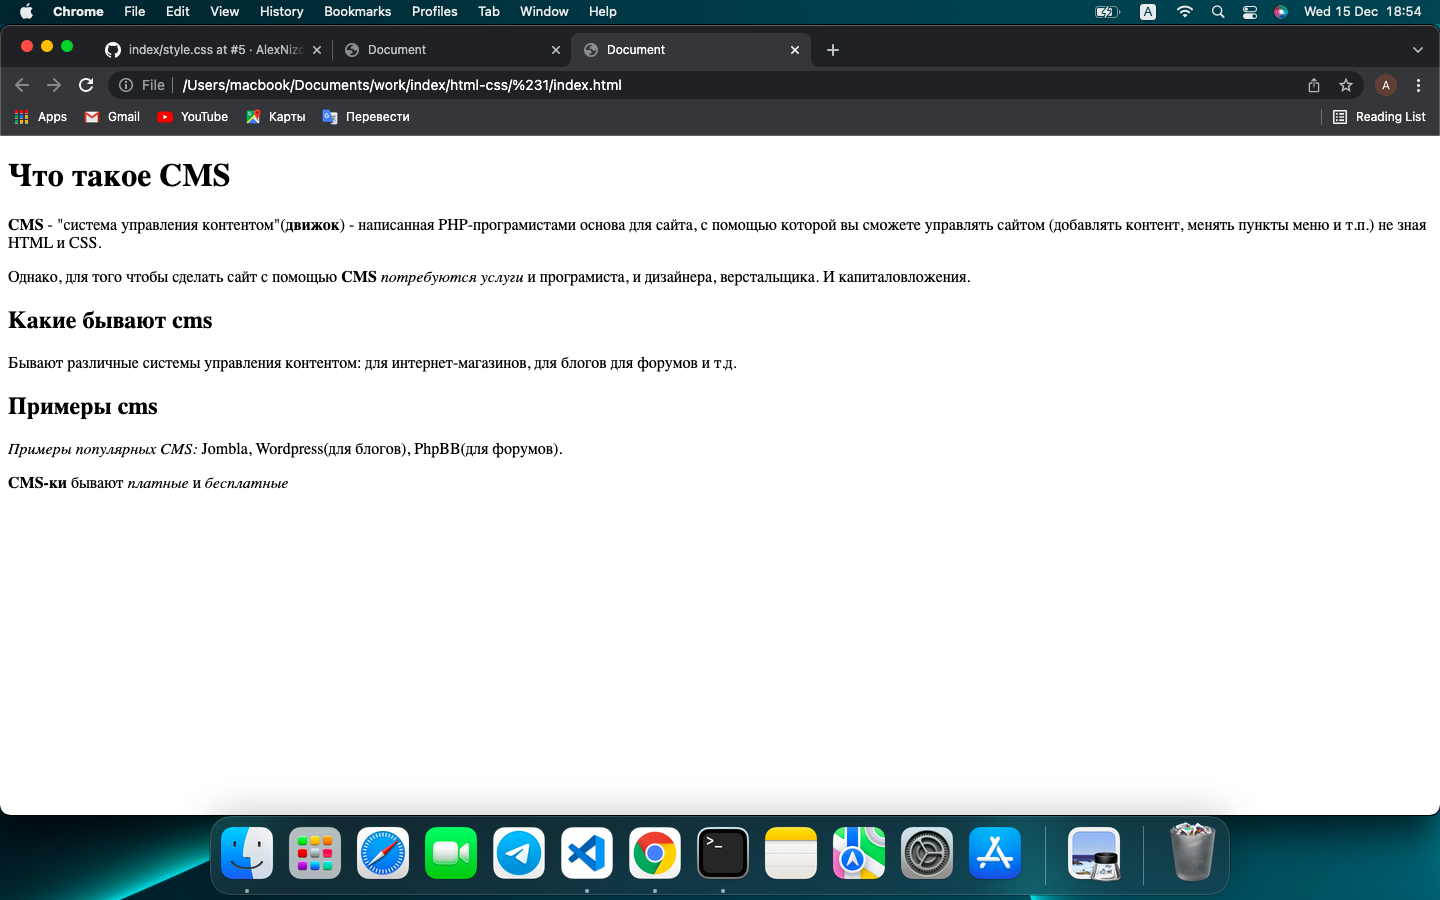 Chrome File Edit View History Bookmarks Profiles Tab Window Help A Wed 15 Dec 18:54
index/style.css at #5 · AlexNizo Document Document
File /Users/macbook/Documents/work/index/html-css/%231/index.html A
Apps Gmail YouTube Карты Перевести Reading List
Что такое CMS
CMS - "система управления контентом"(движок) - написанная PHP-програмистами основа для сайта, с помощью которой вы сможете управлять сайтом (добавлять контент, менять пункты меню и т.п.) не зная
HTML и CSS.
Однако, для того чтобы сделать сайт с помощью CMS потребуются услуги и програмиста, и дизайнера, верстальщика. И капиталовложения.
Какие бывают cms
Бывают различные системы управления контентом: для интернет-магазинов, для блогов для форумов и т.д.
Примеры cms
Примеры популярных CMS: Jombla, Wordpress(для блогов), PhpBB(для форумов).
CMS-ки бывают платные и бесплатные
>_